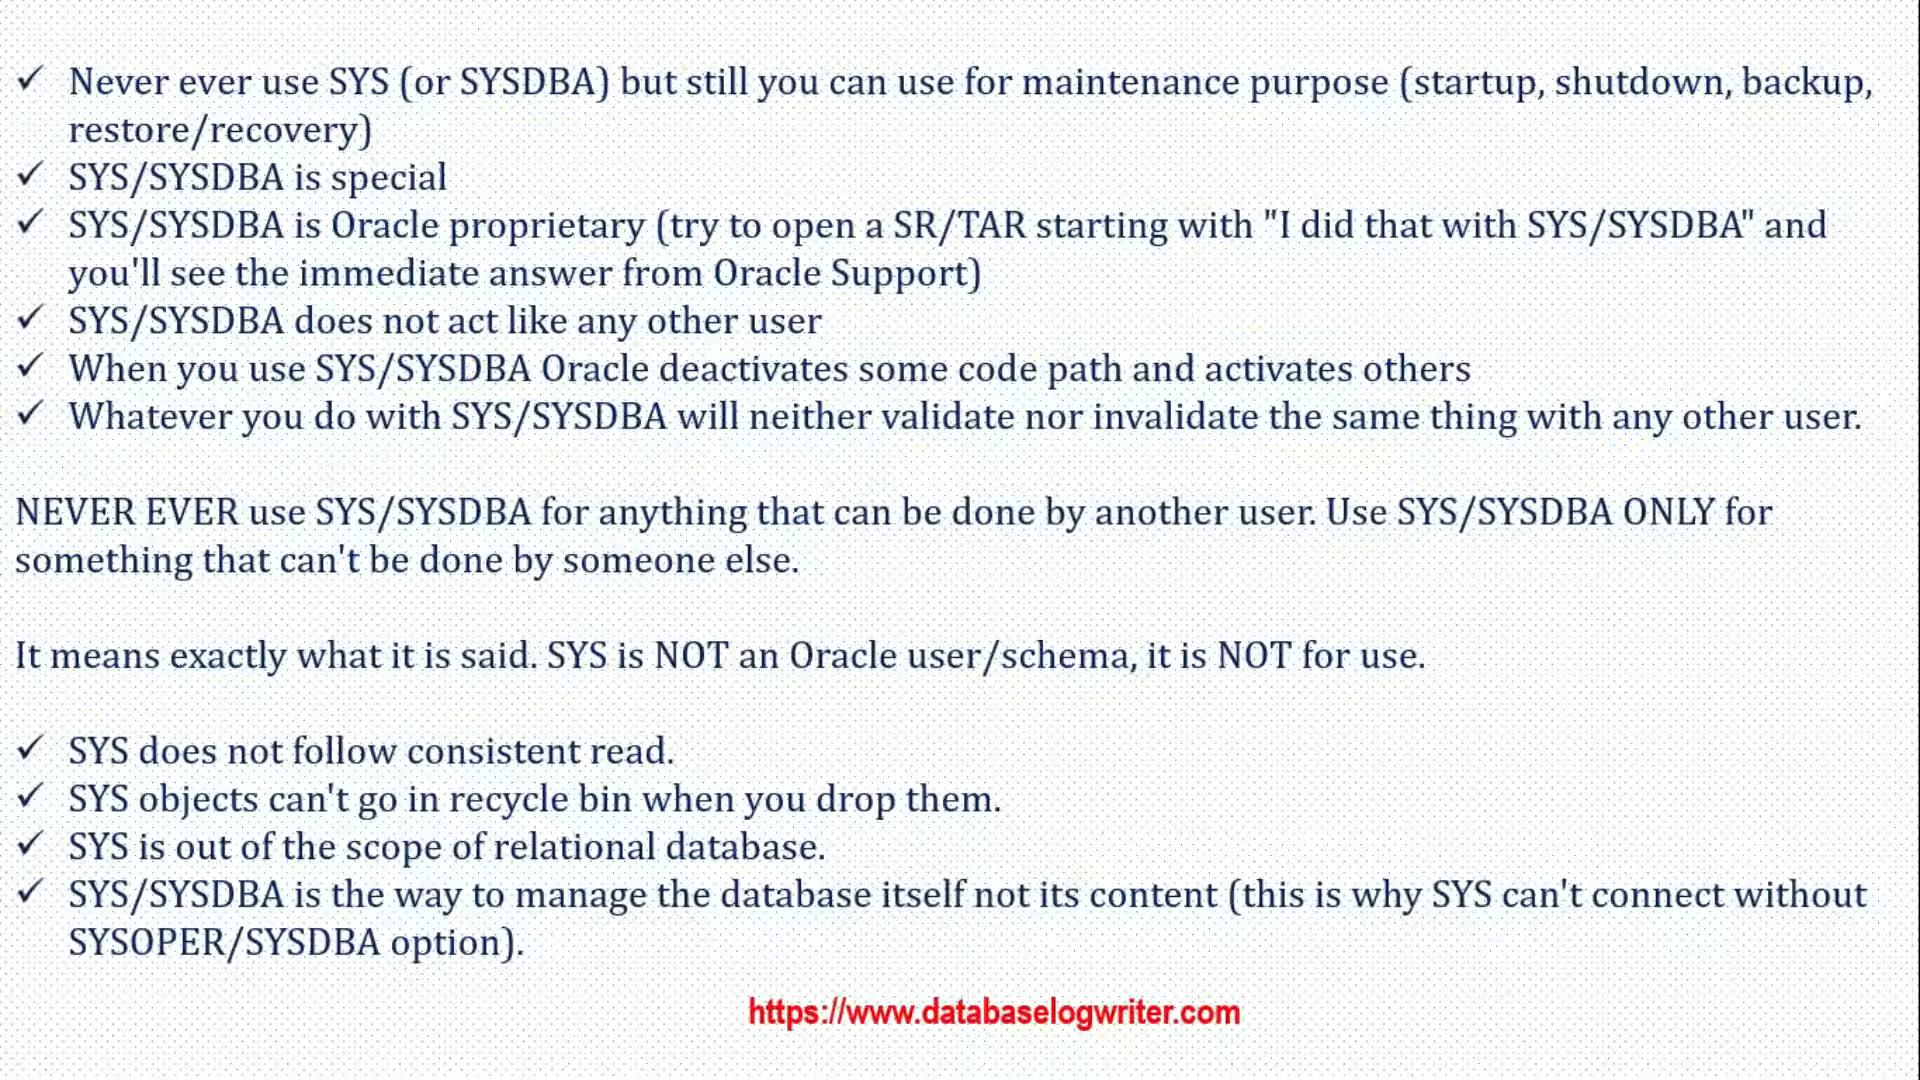 ✓ Never ever use SYS (or SYSDBA) but still you can use for maintenance purpose (startup, shutdown, backup,
restore/recovery)
✓ SYS/SYSDBA is special
✓ SYS/SYSDBA is Oracle proprietary (try to open a SR/TAR starting with "I did that with SYS/SYSDBA" and
you'll see the immediate answer from Oracle Support)
✓ SYS/SYSDBA does not act like any other user
✓ When you use SYS/SYSDBA Oracle deactivates some code path and activates others
✓ Whatever you do with SYS/SYSDBA will neither validate nor invalidate the same thing with any other user.
NEVER EVER use SYS/SYSDBA for anything that can be done by another user. Use SYS/SYSDBA ONLY for
something that can't be done by someone else.
It means exactly what it is said. SYS is NOT an Oracle user/schema, it is NOT for use.
✓ SYS does not follow consistent read.
✓ SYS objects can't go in recycle bin when you drop them.
✓ SYS is out of the scope of relational database.
✓ SYS/SYSDBA is the way to manage the database itself not its content (this is why SYS can't connect without
SYSOPER/SYSDBA option).
https://www.databaselogwriter.com